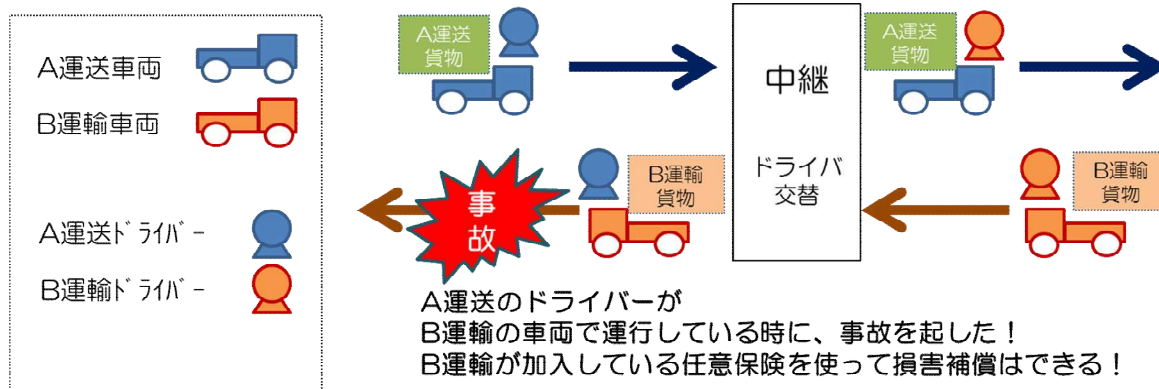 A運送車両
B運輸車両
A運送ﾄﾞﾗｲﾊﾞｰ
B運輸ﾄﾞﾗｲﾊﾞｰ
A運送
貨物
中継
ドライバ
交替
A運送
貨物
事故
B運輸
貨物
B運輸
貨物
A運送のドライバーが
B運輸の車両で運行している時に、事故を起した！
B運輸が加入している任意保険を使って損害補償はできる！